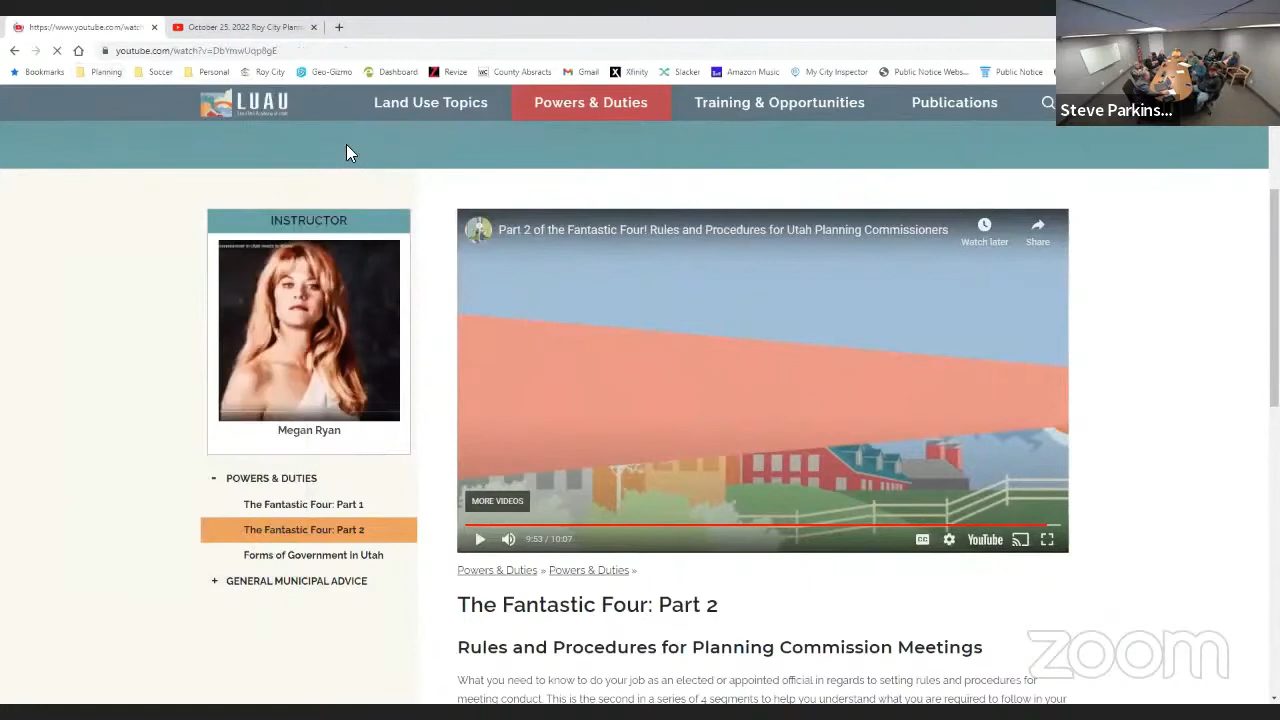 https://www.youtube.com/watc
October 25, 2022 Roy City Plann
youtube.com/watch?v=DbYmwUqp8gE
Bookmarks Planning Soccer Personal Roy City Geo-Gizmo Dashboard Revize County Absracts Gmail Xfinity Slacker Amazon Music My City Inspector Public Notice Webs... Public Notice
Steve Parkins...
LUAU
Land Use Topics
Powers & Duties
Training & Opportunities
Publications
INSTRUCTOR
Megan Ryan
- POWERS & DUTIES
The Fantastic Four: Part 1
The Fantastic Four: Part 2
Forms of Government in Utah
+ GENERAL MUNICIPAL ADVICE
Part 2 of the Fantastic Four! Rules and Procedures for Utah Planning Commissioners
Watch later
Share
MORE VIDEOS
9:53 / 10:07
CC
YouTube
Powers & Duties » Powers & Duties »
The Fantastic Four: Part 2
Rules and Procedures for Planning Commission Meetings
What you need to know to do your job as an elected or appointed official in regards to setting rules and procedures for
meeting conduct. This is the second in a series of 4 segments to help you understand what you are required to follow in your
zoom